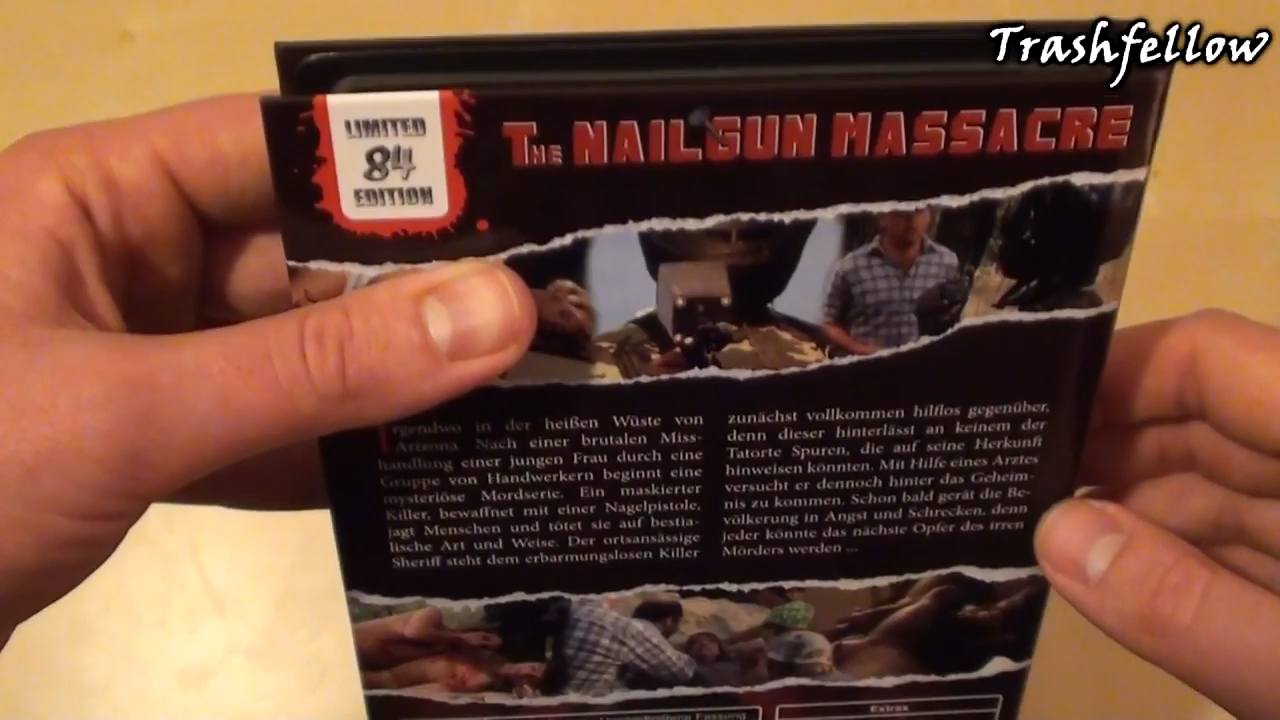 Trashfellow
LIMITED
84
EDITION
THE NAILGUN MASSACRE
Irgendwo in der heißen Wüste von
Arizona. Nach einer brutalen Miss-
handlung einer jungen Frau durch eine
Gruppe von Handwerkern beginnt eine
mysteriöse Mordserie. Ein maskierter
Killer, bewaffnet mit einer Nagelpistole,
jagt Menschen und tötet sie auf bestia-
lische Art und Weise. Der ortsansässige
Sheriff steht dem erbarmungslosen Killer
zunächst vollkommen hilflos gegenüber,
denn dieser hinterlässt an keinem der
Tatorte Spuren, die auf seine Herkunft
hinweisen könnten. Mit Hilfe eines Arztes
versucht er dennoch hinter das Geheim-
nis zu kommen. Schon bald gerät die Be-
völkerung in Angst und Schrecken, denn
jeder könnte das nächste Opfer des irren
Mörders werden ...
Fassung
Extras